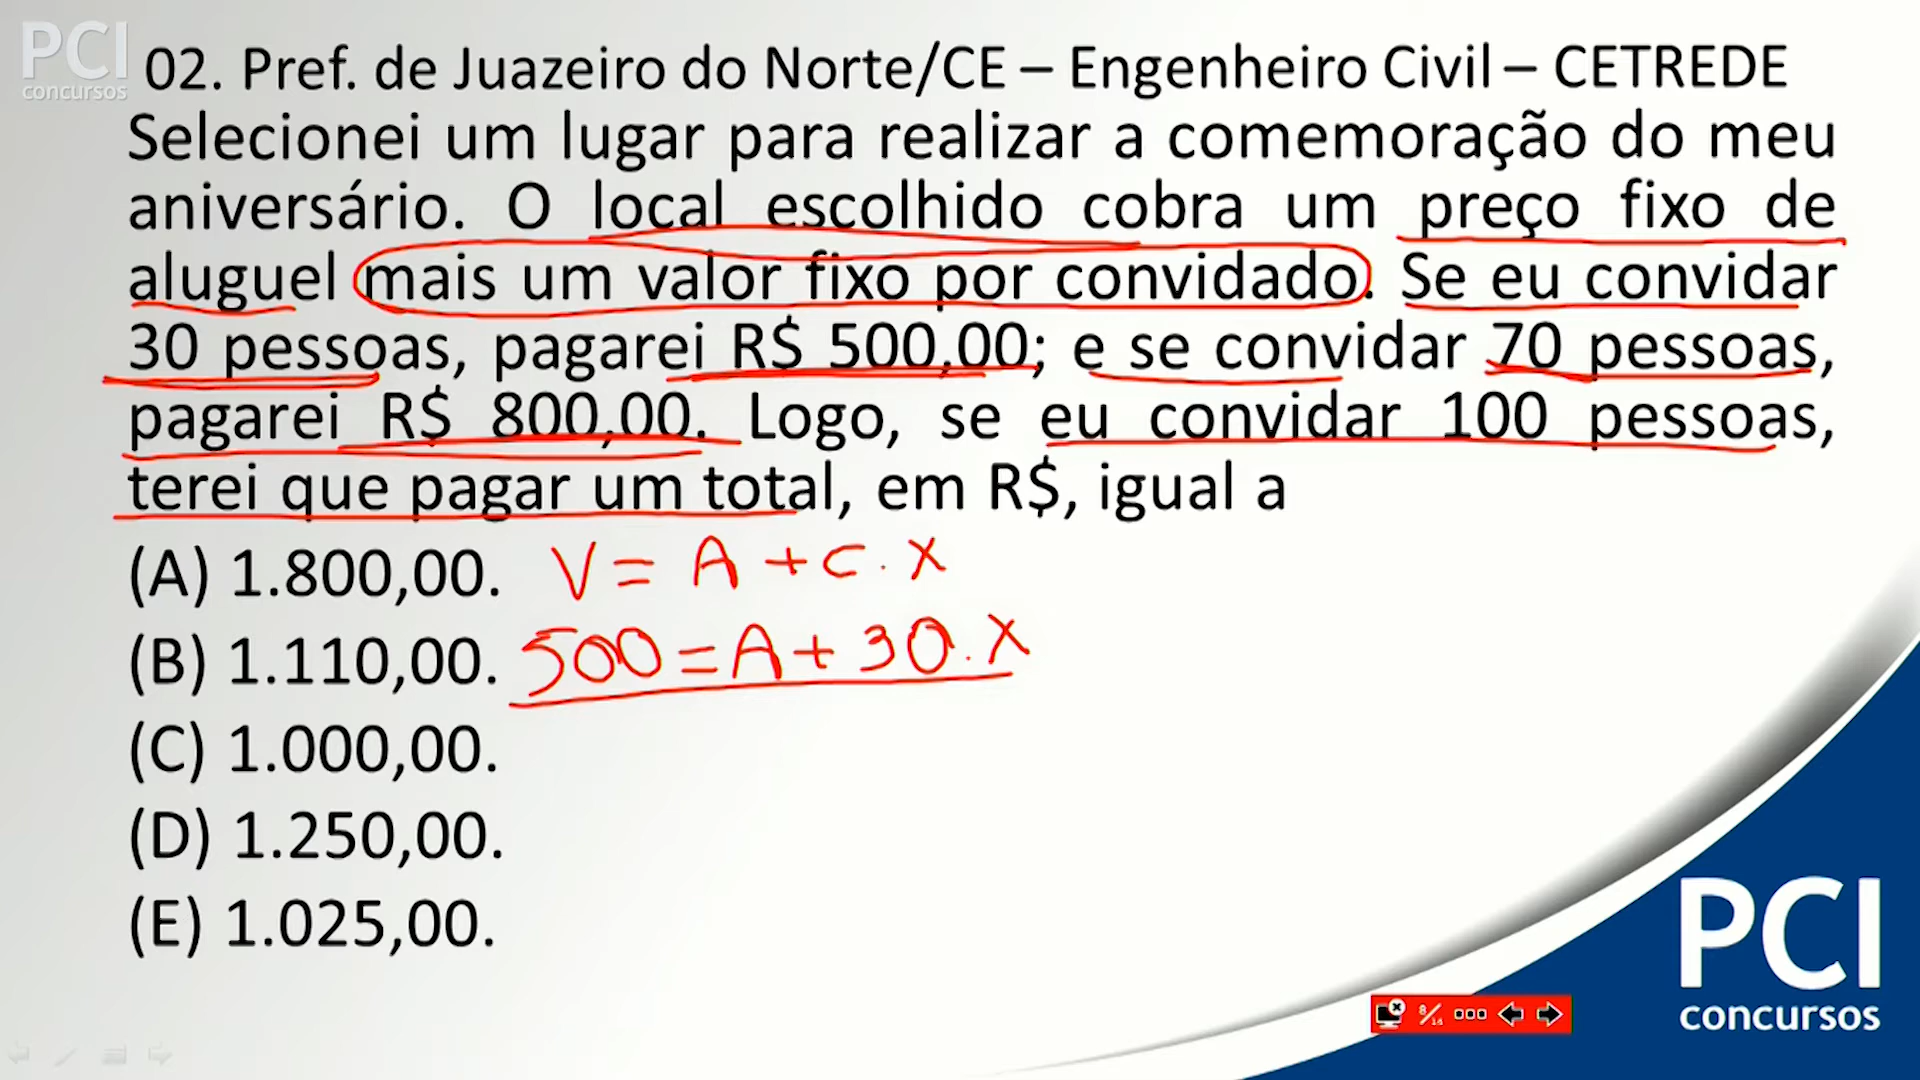 PCI
concursos
02. Pref. de Juazeiro do Norte/CE – Engenheiro Civil – CETREDE
Selecionei um lugar para realizar a comemoração do meu
aniversário. O local escolhido cobra um preço fixo de
aluguel mais um valor fixo por convidado. Se eu convidar
30 pessoas, pagarei R$ 500,00; e se convidar 70 pessoas,
pagarei R$ 800,00. Logo, se eu convidar 100 pessoas,
terei que pagar um total, em R$, igual a
(A) 1.800,00. V = A + C . X
(B) 1.110,00. 500 = A + 30 . X
(C) 1.000,00.
(D) 1.250,00.
(E) 1.025,00.
PCI
concursos
8/14